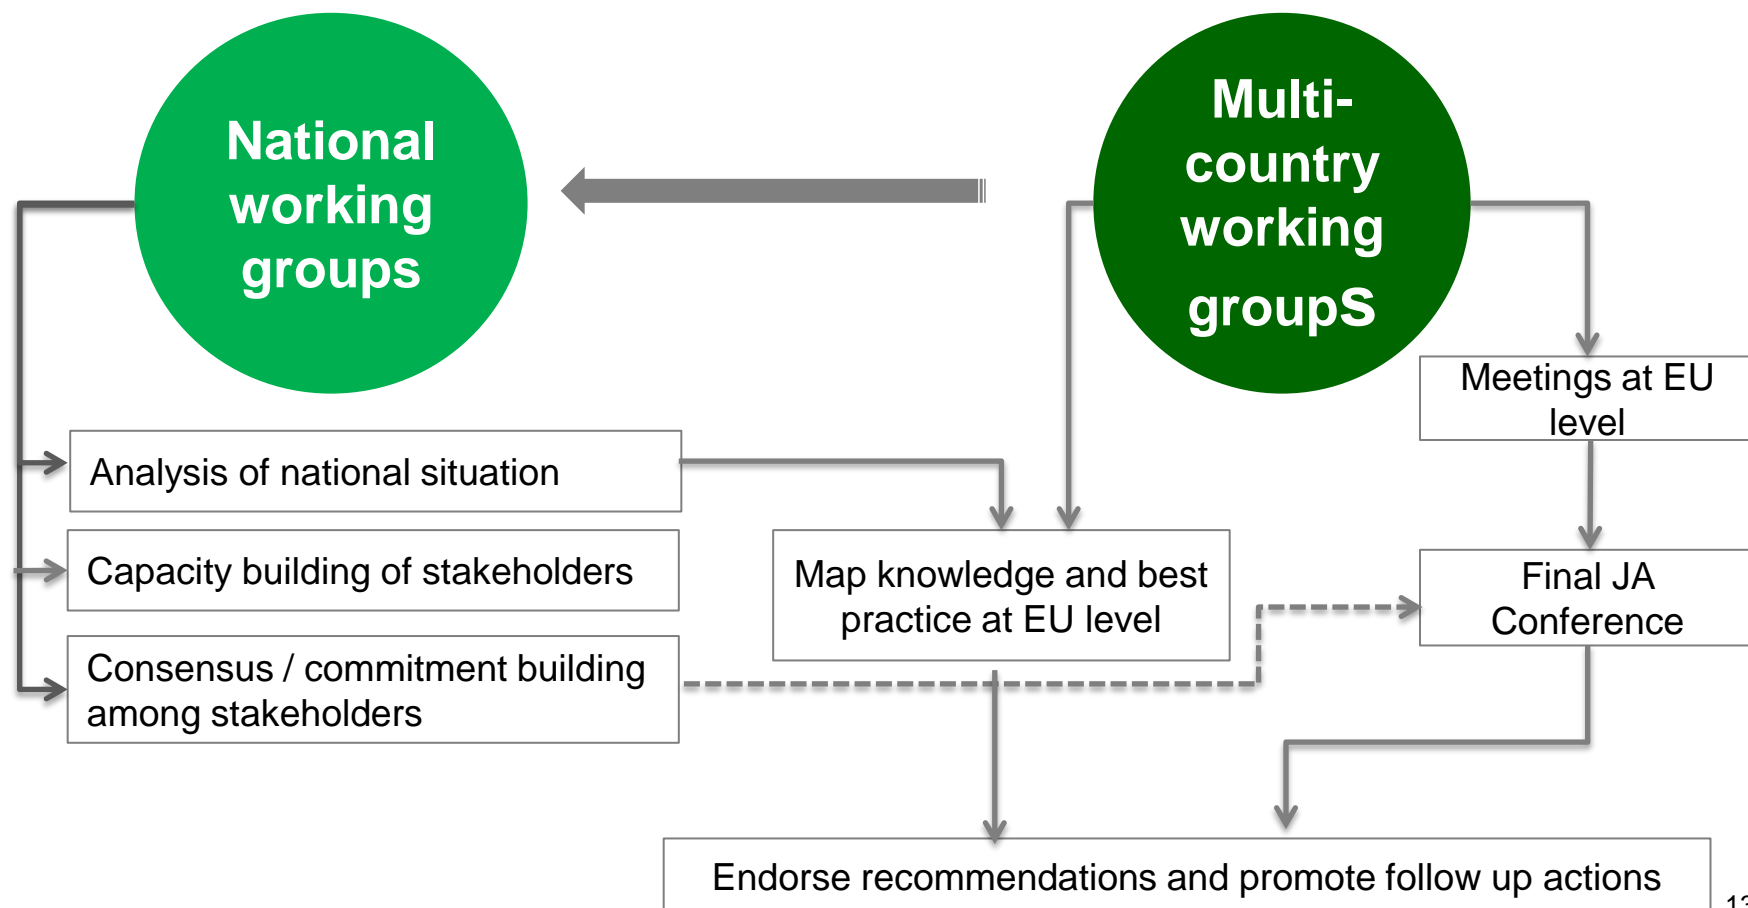 National
working
groups
Multi-
country
working
groups
Meetings at EU
level
Analysis of national situation
Capacity building of stakeholders
Map knowledge and best
practice at EU level
Final JA
Conference
Consensus / commitment building
among stakeholders
Endorse recommendations and promote follow up actions